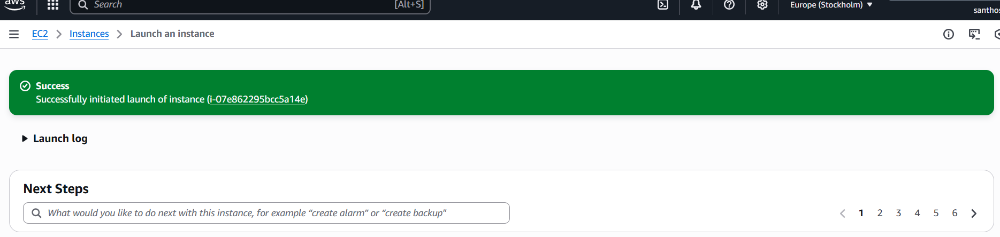 aws
Search [Alt+S] Europe (Stockholm)
santhos
EC2 Instances Launch an instance
Success
Successfully initiated launch of instance (i-07e862295bcc5a14e)
Launch log
Next Steps
What would you like to do next with this instance, for example “create alarm” or “create backup"
1 2 3 4 5 6